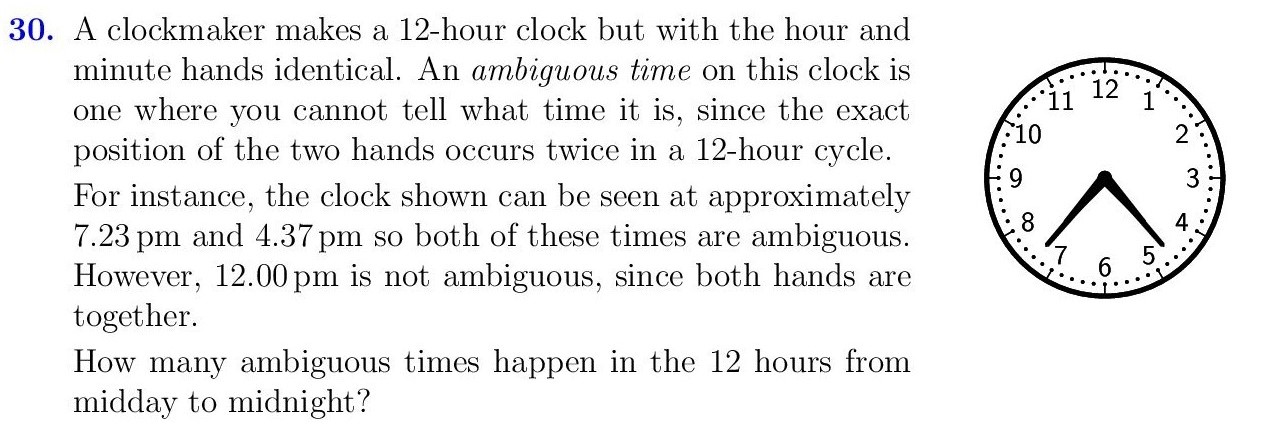 30. A clockmaker makes a 12-hour clock but with the hour and
minute hands identical. An ambiguous time on this clock is
one where you cannot tell what time it is, since the exact
position of the two hands occurs twice in a 12-hour cycle.
For instance, the clock shown can be seen at approximately
7.23 pm and 4.37 pm so both of these times are ambiguous.
However, 12.00 pm is not ambiguous, since both hands are
together.
How many ambiguous times happen in the 12 hours from
midday to midnight?
12
1
2
3
4
5
6
7
8
9
10
11